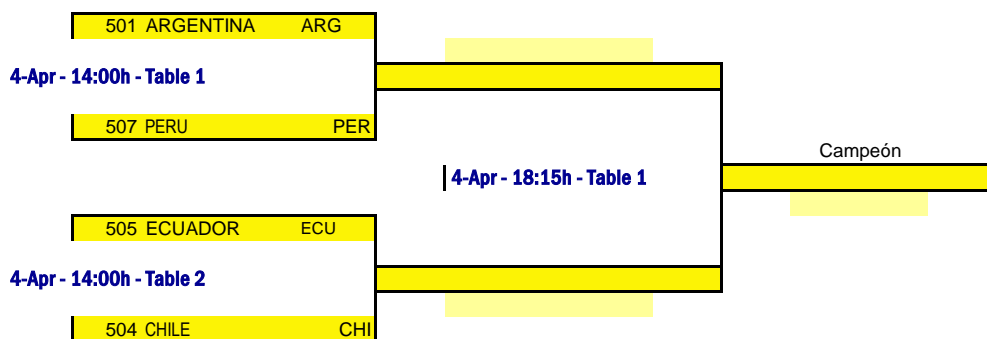 501 ARGENTINA ARG
4-Apr - 14:00h - Table 1
507 PERU PER
Campeón
4-Apr - 18:15h - Table 1
505 ECUADOR ECU
4-Apr - 14:00h - Table 2
504 CHILE CHI